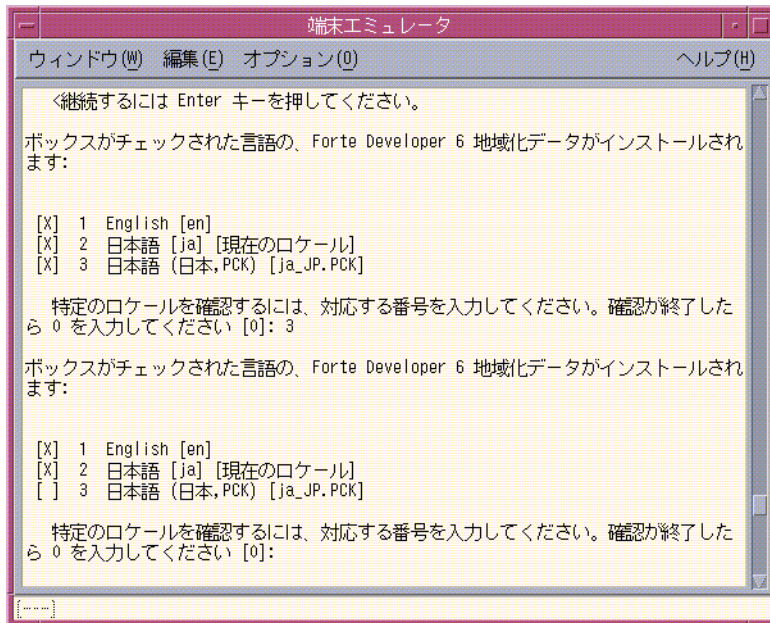 端末エミュレータ
ウィンドウ(W) 編集(E) オプション(O) ヘルプ(H)
<継続するには Enter キーを押してください。
ボックスがチェックされた言語の、Forte Developer 6 地域化データがインストールされ
ます:
[X] 1 English [en]
[X] 2 日本語 [ja] [現在のロケール]
[X] 3 日本語 (日本,PCK) [ja_JP.PCK]
特定のロケールを確認するには、対応する番号を入力してください。確認が終了した
ら 0 を入力してください [0]: 3
ボックスがチェックされた言語の、Forte Developer 6 地域化データがインストールされ
ます:
[X] 1 English [en]
[X] 2 日本語 [ja] [現在のロケール]
[ ] 3 日本語 (日本,PCK) [ja_JP.PCK]
特定のロケールを確認するには、対応する番号を入力してください。確認が終了した
ら 0 を入力してください [0]:
[---]